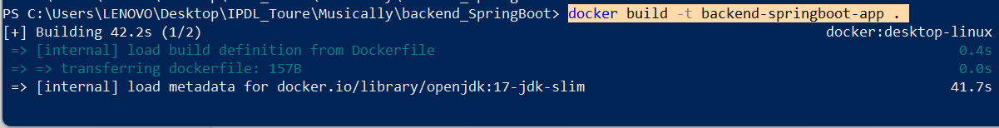 PS C:\Users\LENOVO\Desktop\IPDL_Toure\Musically\backend_SpringBoot> docker build -t backend-springboot-app .
[+] Building 42.2s (1/2) docker:desktop-linux
=> [internal] load build definition from Dockerfile 0.4s
=> => transferring dockerfile: 157B 0.0s
=> [internal] load metadata for docker.io/library/openjdk:17-jdk-slim 41.7s